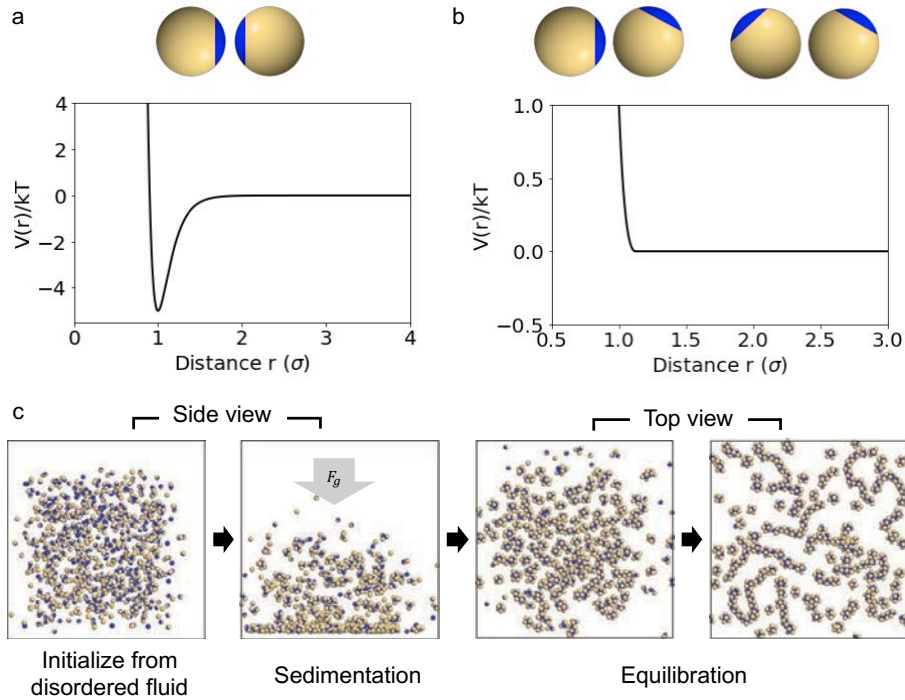 a
4
2
0
−2
−4
V(r)/kT
0
1
2
3
4
Distance r (σ)
b
1.0
0.5
0.0
−0.5
V(r)/kT
0.5
1.0
1.5
2.0
2.5
3.0
Distance r (σ)
c
Side view
Top view
F_g
Initialize from
disordered fluid
Sedimentation
Equilibration